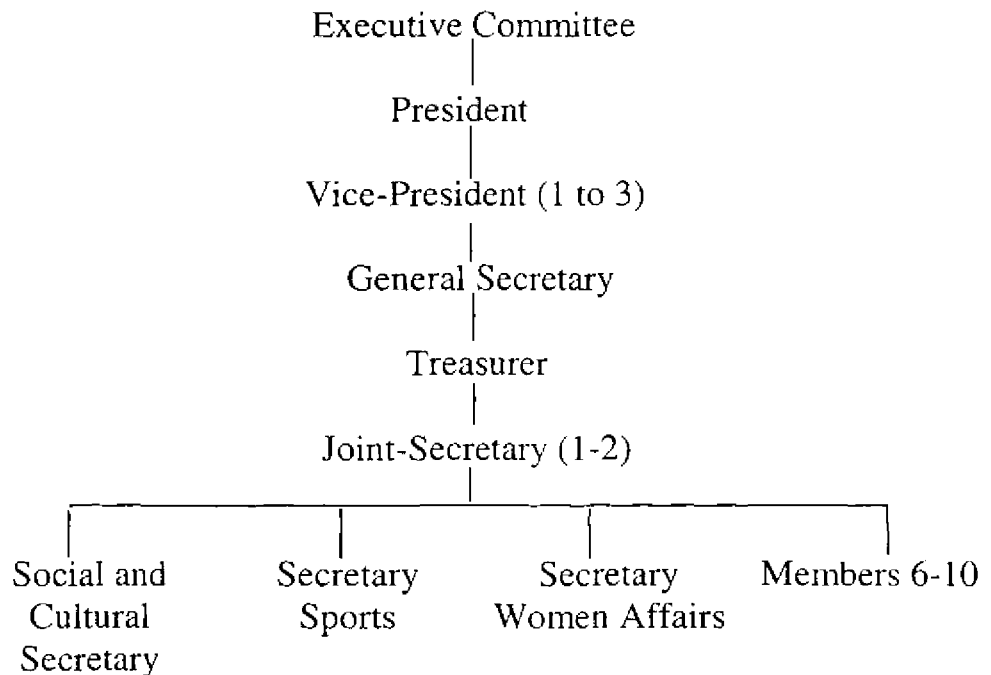 Executive Committee
President
Vice-President (1 to 3)
General Secretary
Treasurer
Joint-Secretary (1-2)
Social and
Cultural
Secretary
Secretary
Sports
Secretary
Women Affairs
Members 6-10